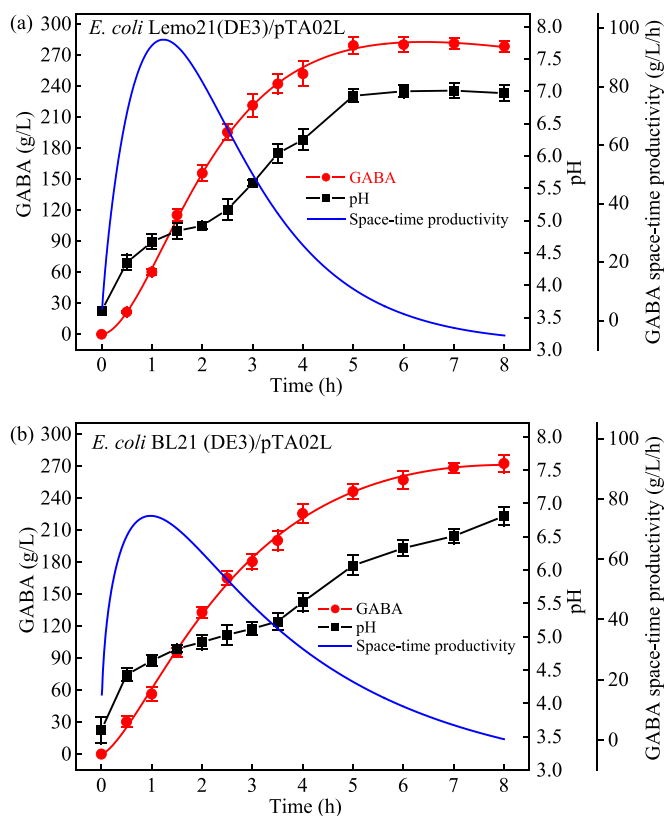 (a)
E. coli Lemo21(DE3)/pTA02L
GABA (g/L)
300
270
240
210
180
150
120
90
60
30
0
GABA
pH
Space-time productivity
8.0
7.5
7.0
6.5
6.0
5.5
5.0
4.5
4.0
3.5
3.0
pH
100
80
60
40
20
0
GABA space-time productivity (g/L/h)
0 1 2 3 4 5 6 7 8
Time (h)
(b)
E. coli BL21 (DE3)/pTA02L
GABA (g/L)
300
270
240
210
180
150
120
90
60
30
0
GABA
pH
Space-time productivity
8.0
7.5
7.0
6.5
6.0
5.5
5.0
4.5
4.0
3.5
3.0
pH
100
80
60
40
20
0
GABA space-time productivity (g/L/h)
0 1 2 3 4 5 6 7 8
Time (h)